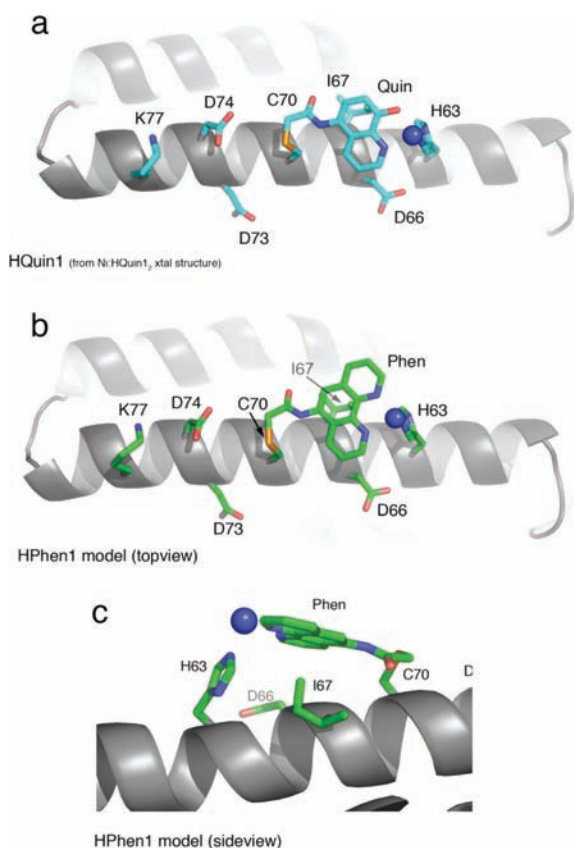 a
I67
Quin
D74
C70
H63
K77
D66
D73
HQuin1 (from Ni:HQuin1₂ xtal structure)
b
Phen
I67
D74
C70
H63
K77
D66
D73
HPhen1 model (topview)
c
Phen
H63
D66
I67
C70
D
HPhen1 model (sideview)